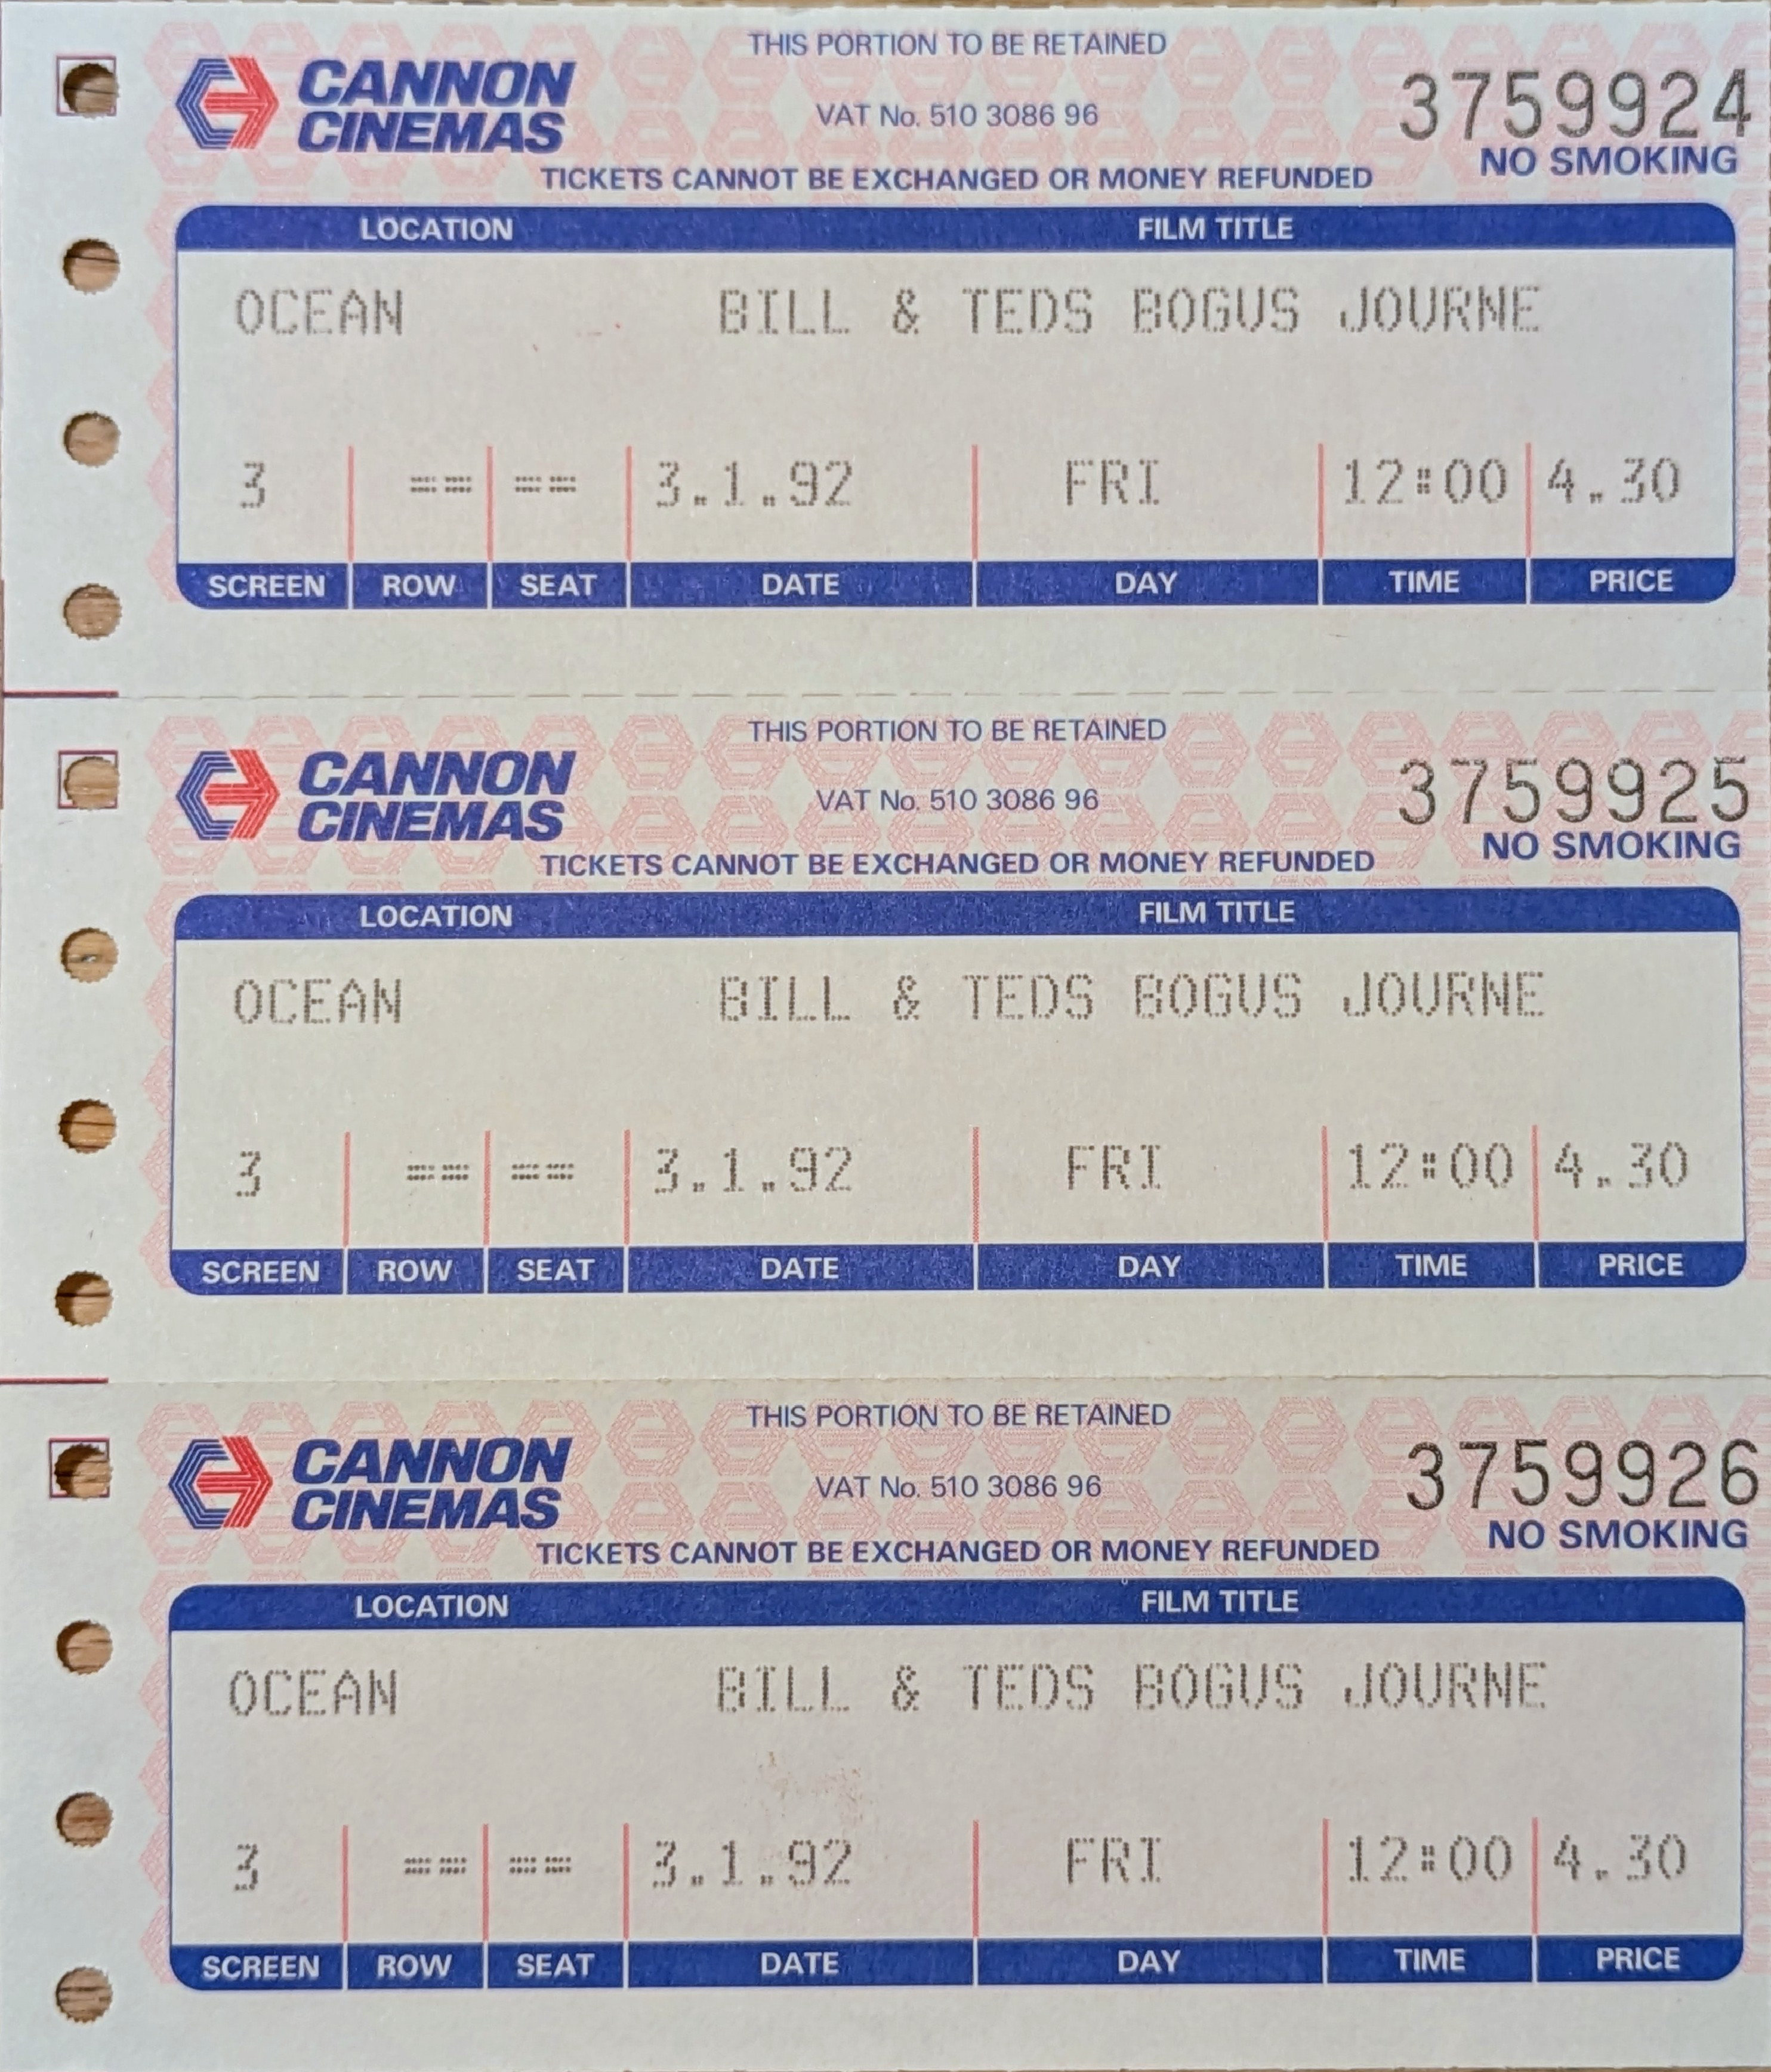 THIS PORTION TO BE RETAINED
CANNON
CINEMAS
VAT No. 510 3086 96
3759924
NO SMOKING
TICKETS CANNOT BE EXCHANGED OR MONEY REFUNDED
LOCATION FILM TITLE
OCEAN BILL & TEDS BOGUS JOURNE
3 == == 3.1.92 FRI 12:00 4.30
SCREEN ROW SEAT DATE DAY TIME PRICE
THIS PORTION TO BE RETAINED
CANNON
CINEMAS
VAT No. 510 3086 96
3759925
NO SMOKING
TICKETS CANNOT BE EXCHANGED OR MONEY REFUNDED
LOCATION FILM TITLE
OCEAN BILL & TEDS BOGUS JOURNE
3 == == 3.1.92 FRI 12:00 4.30
SCREEN ROW SEAT DATE DAY TIME PRICE
THIS PORTION TO BE RETAINED
CANNON
CINEMAS
VAT No. 510 3086 96
3759926
NO SMOKING
TICKETS CANNOT BE EXCHANGED OR MONEY REFUNDED
LOCATION FILM TITLE
OCEAN BILL & TEDS BOGUS JOURNE
3 == == 3.1.92 FRI 12:00 4.30
SCREEN ROW SEAT DATE DAY TIME PRICE